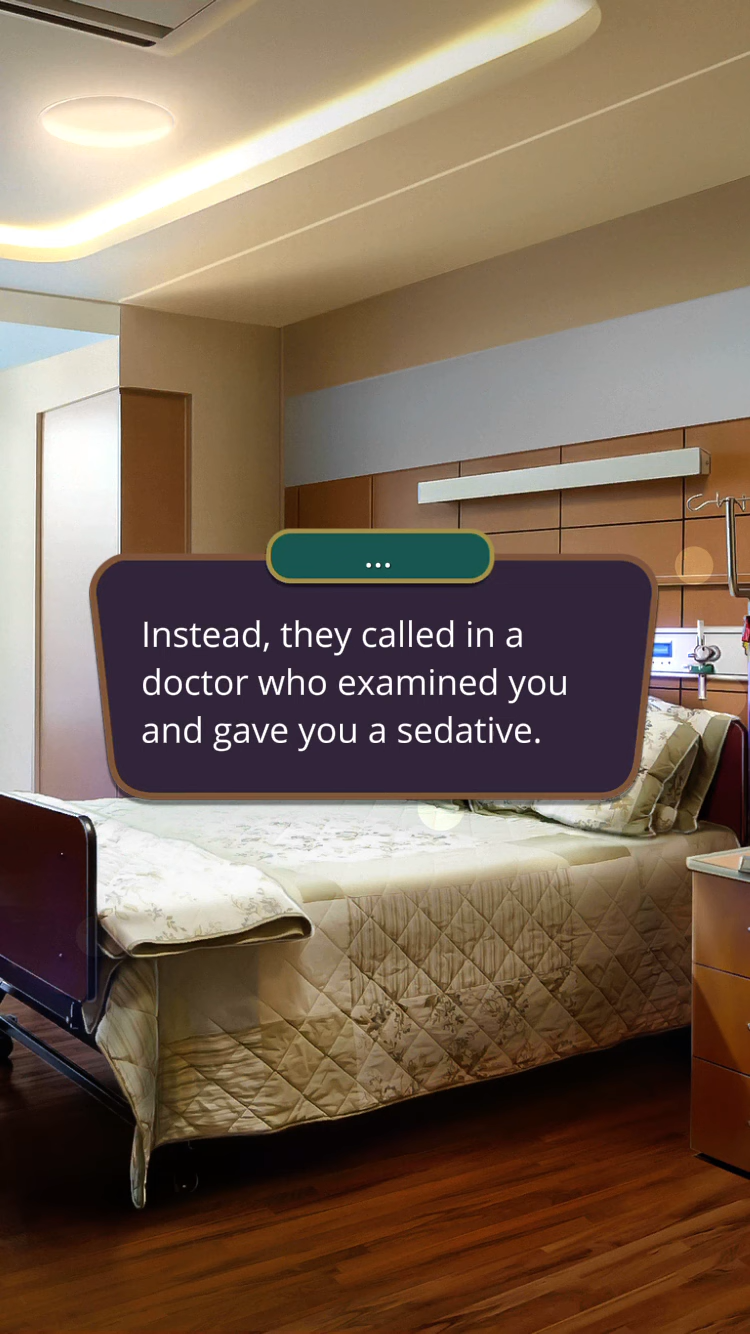 ...
Instead, they called in a
doctor who examined you
and gave you a sedative.